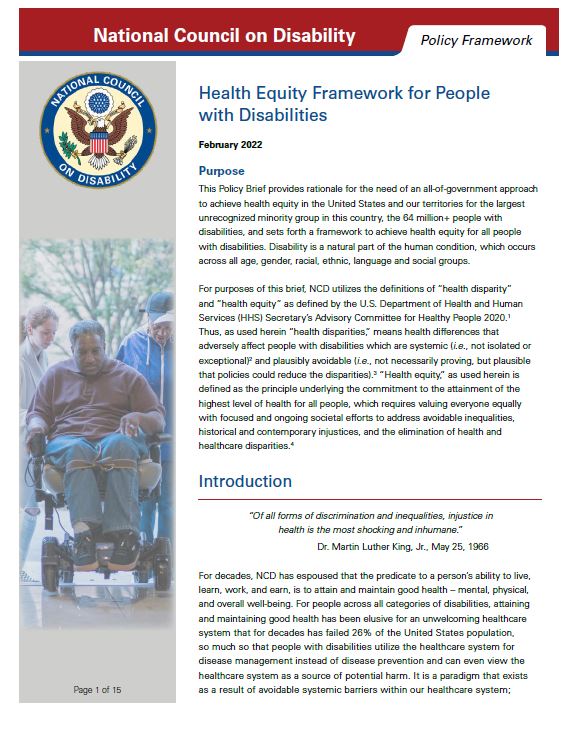 National Council on Disability
Policy Framework
NATIONAL COUNCIL
ON DISABILITY
Health Equity Framework for People
with Disabilities
February 2022
Purpose
This Policy Brief provides rationale for the need of an all-of-government approach
to achieve health equity in the United States and our territories for the largest
unrecognized minority group in this country, the 64 million+ people with
disabilities, and sets forth a framework to achieve health equity for all people
with disabilities. Disability is a natural part of the human condition, which occurs
across all age, gender, racial, ethnic, language and social groups.
For purposes of this brief, NCD utilizes the definitions of “health disparity”
and “health equity” as defined by the U.S. Department of Health and Human
Services (HHS) Secretary’s Advisory Committee for Healthy People 2020.¹
Thus, as used herein “health disparities,” means health differences that
adversely affect people with disabilities which are systemic (i.e., not isolated or
exceptional)² and plausibly avoidable (i.e., not necessarily proving, but plausible
that policies could reduce the disparities).³ “Health equity,” as used herein is
defined as the principle underlying the commitment to the attainment of the
highest level of health for all people, which requires valuing everyone equally
with focused and ongoing societal efforts to address avoidable inequalities,
historical and contemporary injustices, and the elimination of health and
healthcare disparities.⁴
Introduction
“Of all forms of discrimination and inequalities, injustice in
health is the most shocking and inhumane.”
Dr. Martin Luther King, Jr., May 25, 1966
For decades, NCD has espoused that the predicate to a person’s ability to live,
learn, work, and earn, is to attain and maintain good health – mental, physical,
and overall well-being. For people across all categories of disabilities, attaining
and maintaining good health has been elusive for an unwelcoming healthcare
system that for decades has failed 26% of the United States population,
so much so that people with disabilities utilize the healthcare system for
disease management instead of disease prevention and can even view the
healthcare system as a source of potential harm. It is a paradigm that exists
as a result of avoidable systemic barriers within our healthcare system;
Page 1 of 15